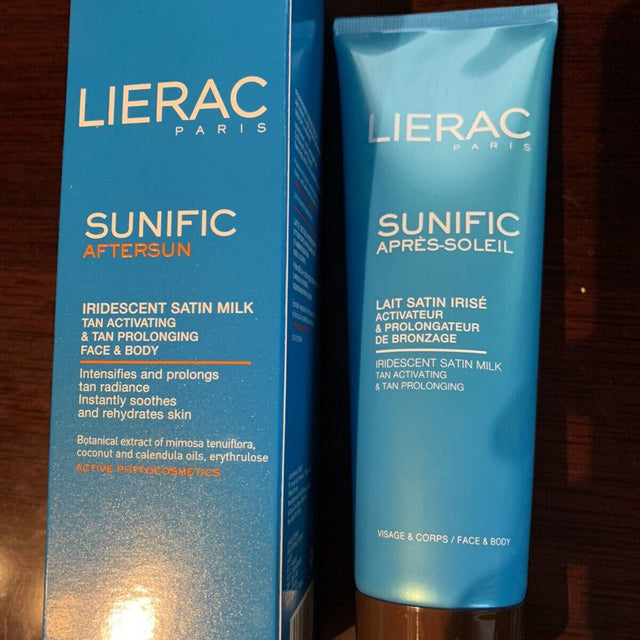 LIERAC
PARIS
SUNIFIC
AFTERSUN
IRIDESCENT SATIN MILK
TAN ACTIVATING
& TAN PROLONGING
FACE & BODY
Intensifies and prolongs
tan radiance
Instantly soothes
and rehydrates skin
Botanical extract of mimosa tenuiflora,
coconut and calendula oils, erythrulose
ACTIVE PHYTOCOSMETICS
LIERAC
PARIS
SUNIFIC
APRÈS-SOLEIL
LAIT SATIN IRISÉ
ACTIVATEUR
& PROLONGATEUR
DE BRONZAGE
IRIDESCENT SATIN MILK
TAN ACTIVATING
& TAN PROLONGING
VISAGE & CORPS / FACE & BODY